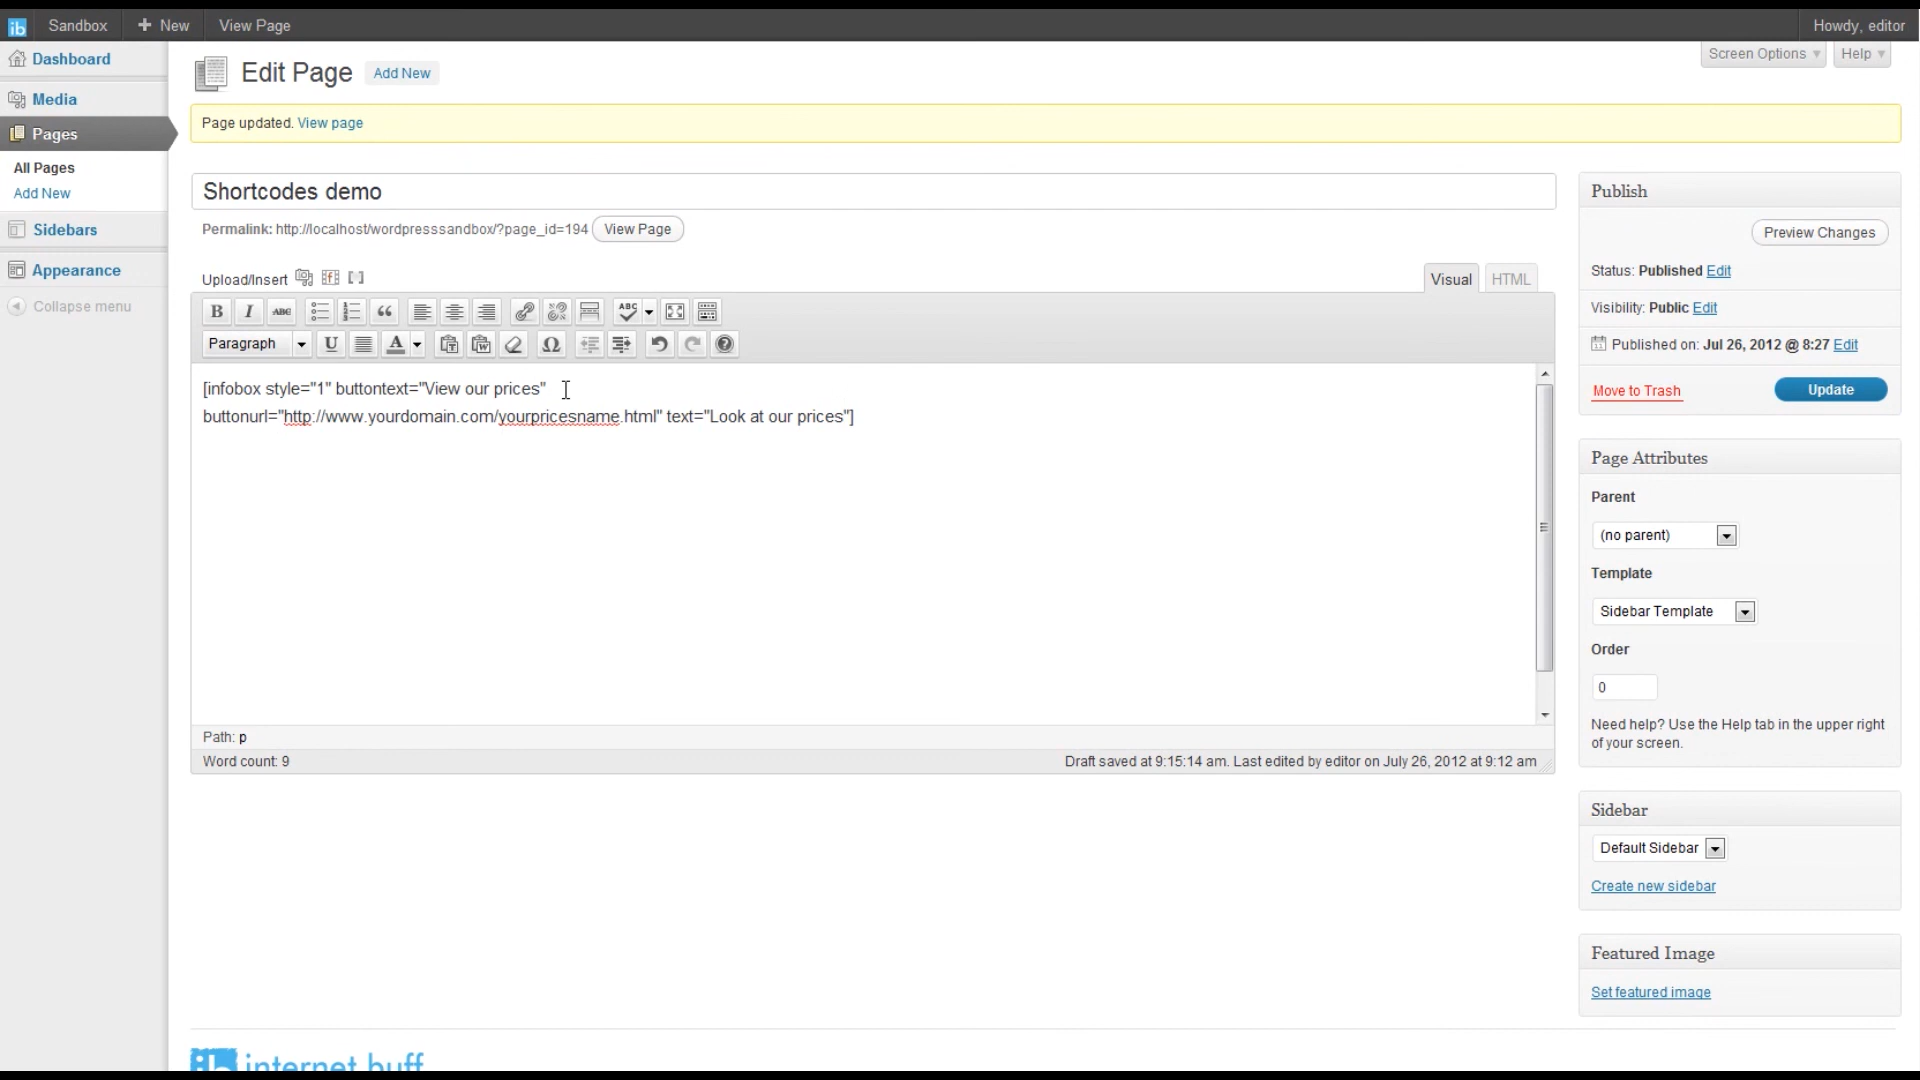 ib Sandbox + New View Page Howdy, editor
Dashboard
Media
Pages
All Pages
Add New
Sidebars
Appearance
Collapse menu
Screen Options Help
Edit Page Add New
Page updated. View page
Shortcodes demo
Permalink: http://localhost/wordpresssandbox/?page_id=194 View Page
Upload/Insert
Visual HTML
B I ABC ABC
Paragraph U A Ω
[infobox style="1" buttontext="View our prices"
buttonurl="http://www.yourdomain.com/yourpricesname.html" text="Look at our prices"]
Path: p
Word count: 9 Draft saved at 9:15:14 am. Last edited by editor on July 26, 2012 at 9:12 am
Publish
Preview Changes
Status: Published Edit
Visibility: Public Edit
Published on: Jul 26, 2012 @ 8:27 Edit
Move to Trash Update
Page Attributes
Parent
(no parent)
Template
Sidebar Template
Order
0
Need help? Use the Help tab in the upper right
of your screen.
Sidebar
Default Sidebar
Create new sidebar
Featured Image
Set featured image
ib internet buff